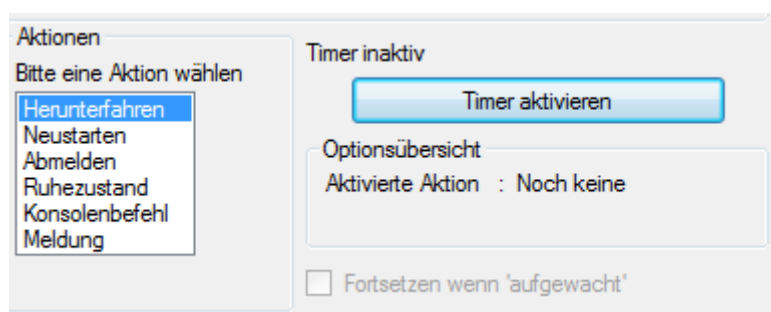 Aktionen
Bitte eine Aktion wählen
Herunterfahren
Neustarten
Abmelden
Ruhezustand
Konsolenbefehl
Meldung
Timer inaktiv
Timer aktivieren
Optionsübersicht
Aktivierte Aktion : Noch keine
Fortsetzen wenn 'aufgewacht'